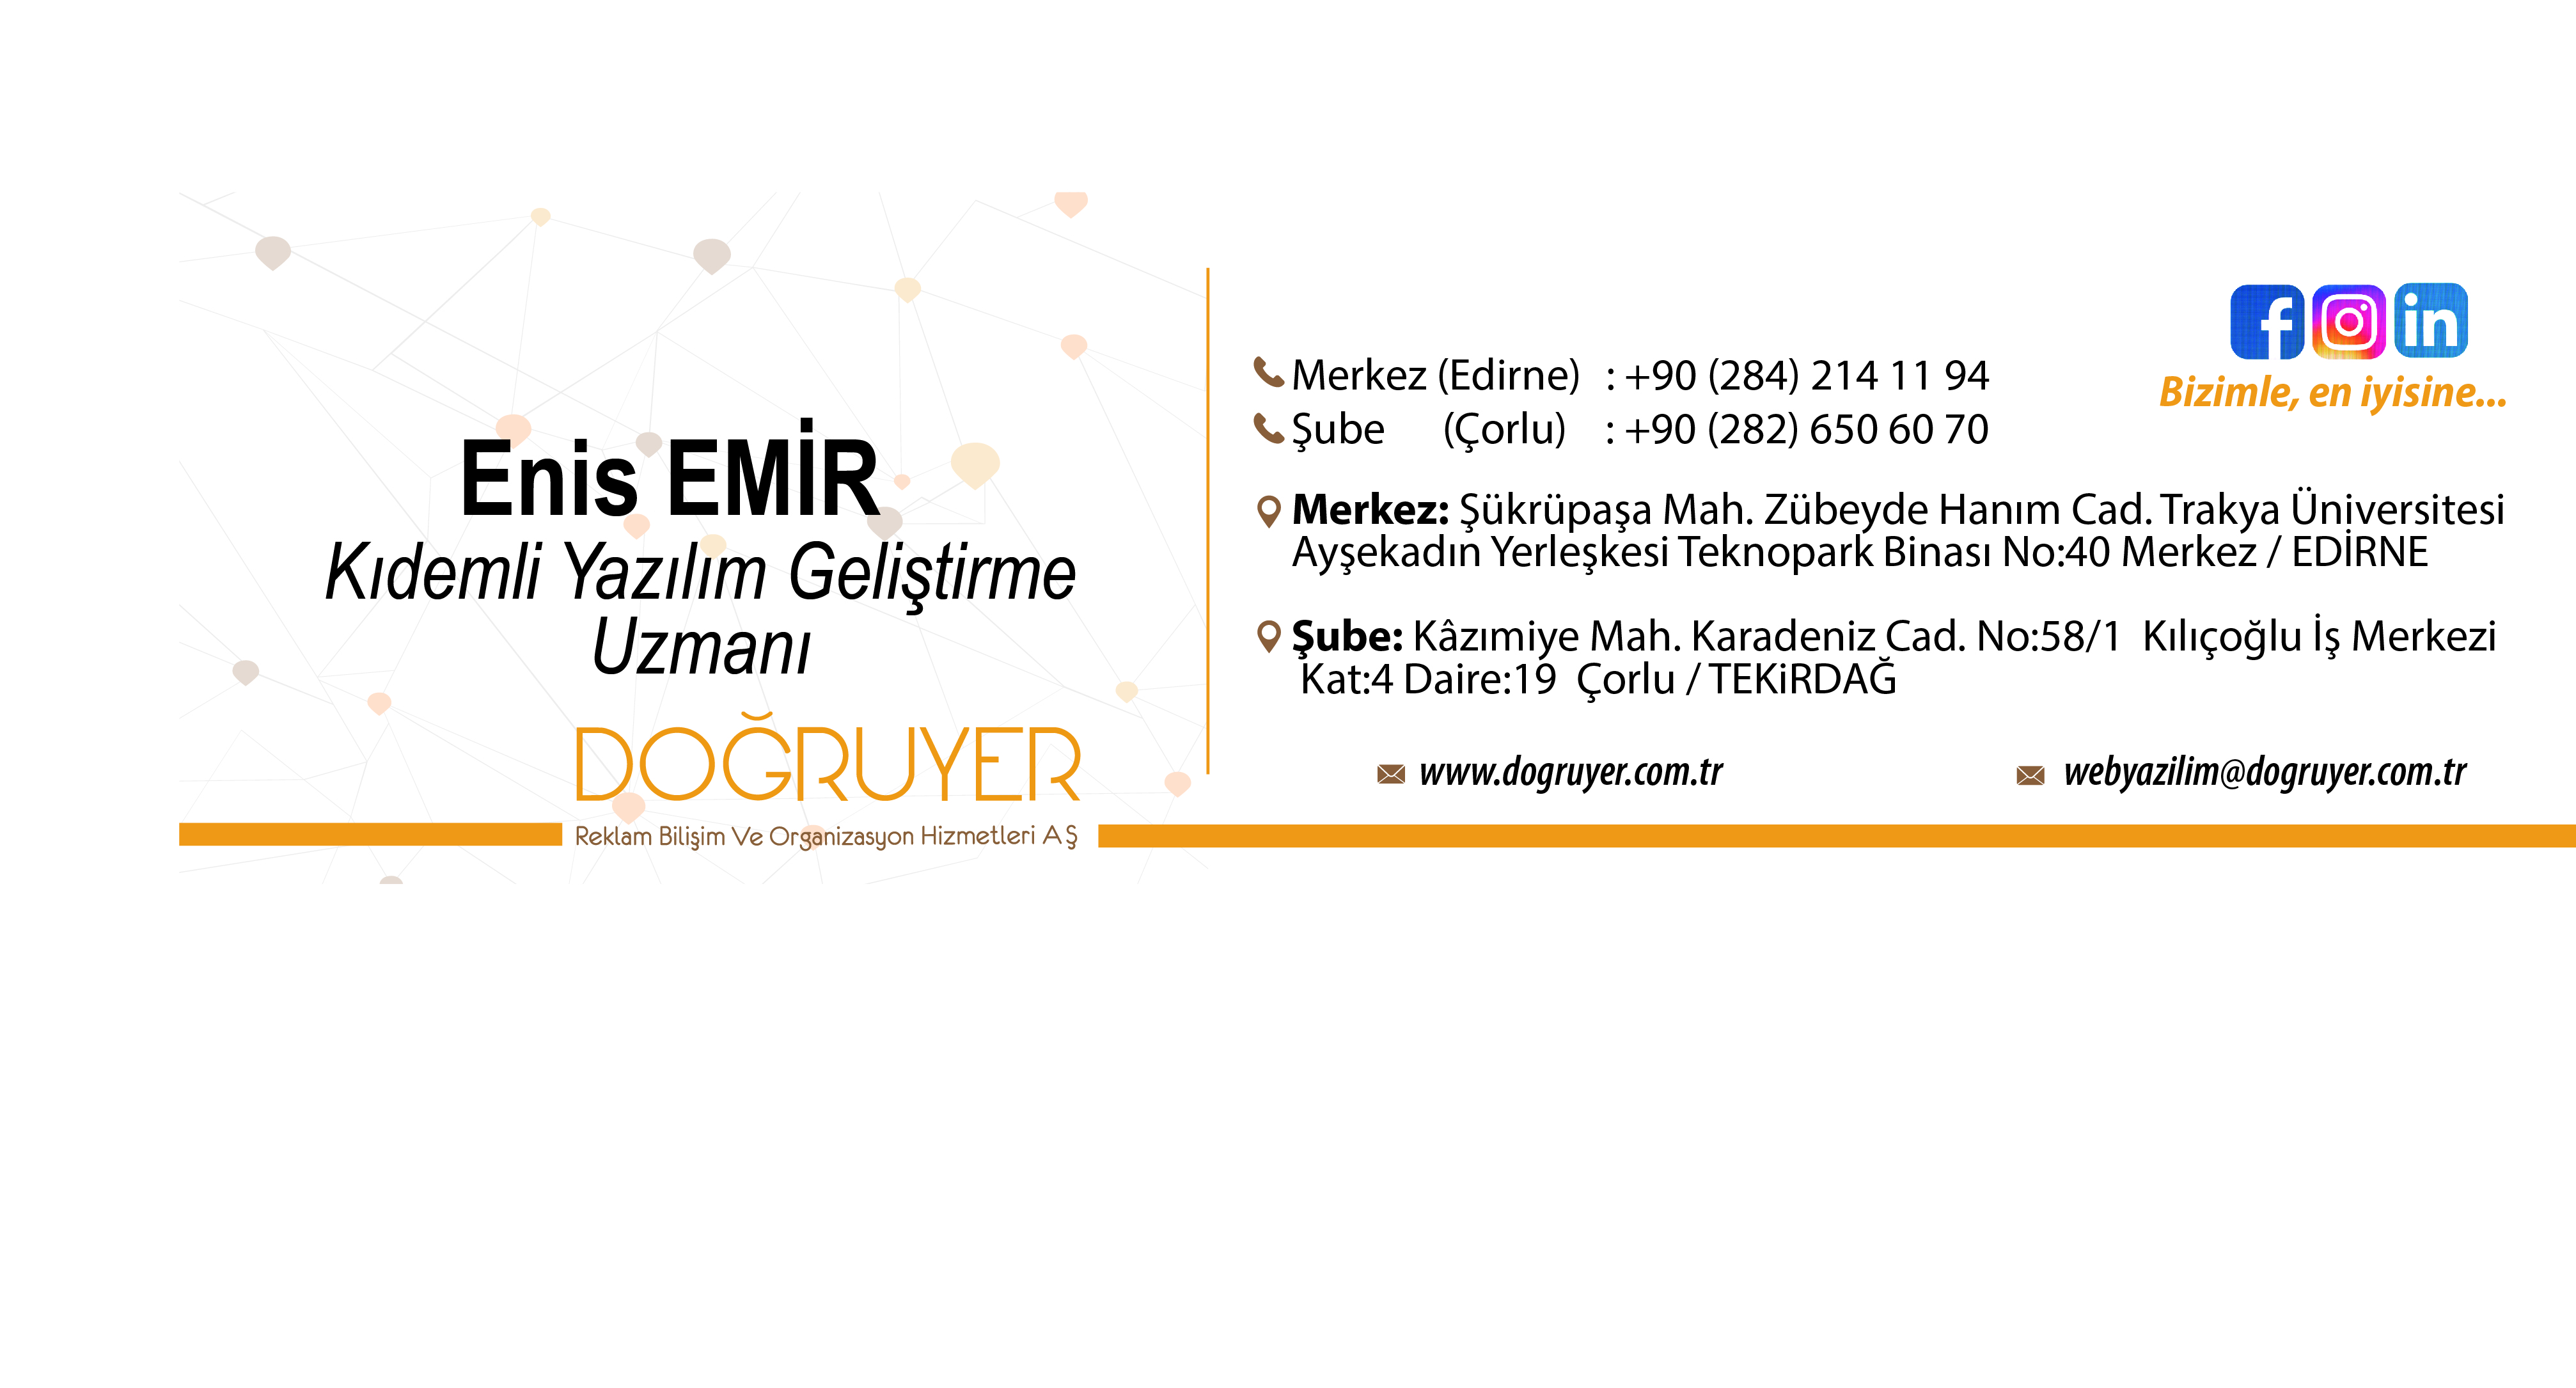 Enis EMİR
Kıdemli Yazılım Geliştirme
Uzmanı
DOĞRUYER
Reklam Bilişim Ve Organizasyon Hizmetleri A Ş
Bizimle, en iyisine...
Merkez (Edirne) : +90 (284) 214 11 94
Şube (Çorlu) : +90 (282) 650 60 70
Merkez: Şükrüpaşa Mah. Zübeyde Hanım Cad. Trakya Üniversitesi
Ayşekadın Yerleşkesi Teknopark Binası No:40 Merkez / EDİRNE
Şube: Kâzımiye Mah. Karadeniz Cad. No:58/1 Kılıçoğlu İş Merkezi
Kat:4 Daire:19 Çorlu / TEKiRDAĞ
www.dogruyer.com.tr
webyazilim@dogruyer.com.tr